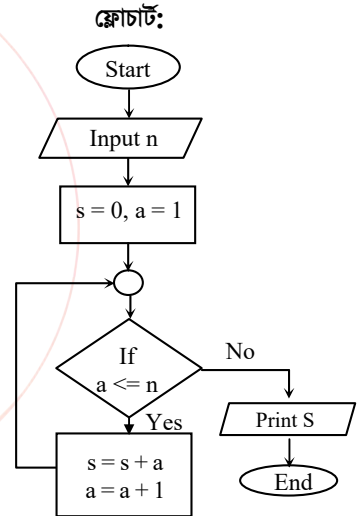 ফ্লোচার্ট:
Start
Input n
s = 0, a = 1
If
a <= n
No
Yes
Print S
s = s + a
a = a + 1
End